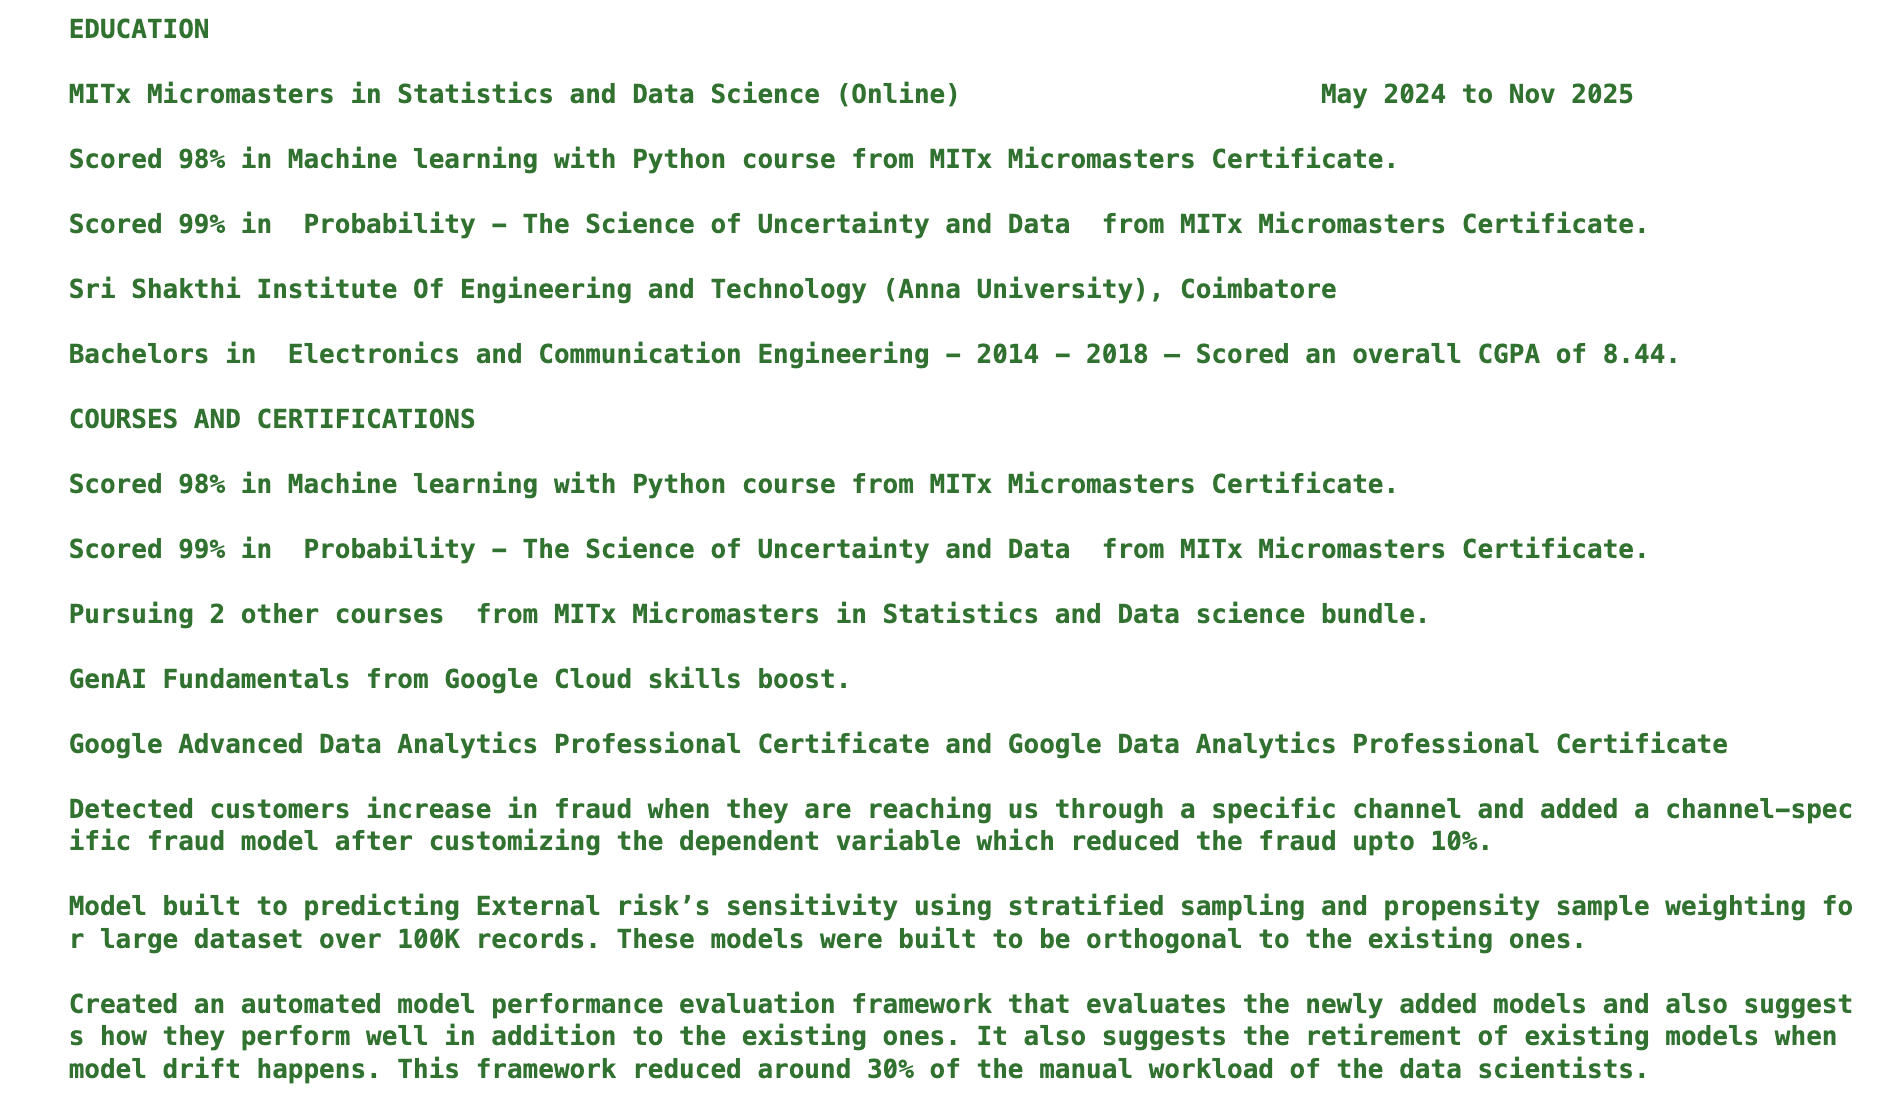 EDUCATION
MITx Micromasters in Statistics and Data Science (Online)                       May 2024 to Nov 2025
Scored 98% in Machine learning with Python course from MITx Micromasters Certificate.
Scored 99% in  Probability – The Science of Uncertainty and Data  from MITx Micromasters Certificate.
Sri Shakthi Institute Of Engineering and Technology (Anna University), Coimbatore
Bachelors in  Electronics and Communication Engineering – 2014 – 2018 – Scored an overall CGPA of 8.44.
COURSES AND CERTIFICATIONS
Scored 98% in Machine learning with Python course from MITx Micromasters Certificate.
Scored 99% in  Probability – The Science of Uncertainty and Data  from MITx Micromasters Certificate.
Pursuing 2 other courses  from MITx Micromasters in Statistics and Data science bundle.
GenAI Fundamentals from Google Cloud skills boost.
Google Advanced Data Analytics Professional Certificate and Google Data Analytics Professional Certificate
Detected customers increase in fraud when they are reaching us through a specific channel and added a channel–spec
ific fraud model after customizing the dependent variable which reduced the fraud upto 10%.
Model built to predicting External risk’s sensitivity using stratified sampling and propensity sample weighting fo
r large dataset over 100K records. These models were built to be orthogonal to the existing ones.
Created an automated model performance evaluation framework that evaluates the newly added models and also suggest
s how they perform well in addition to the existing ones. It also suggests the retirement of existing models when
model drift happens. This framework reduced around 30% of the manual workload of the data scientists.